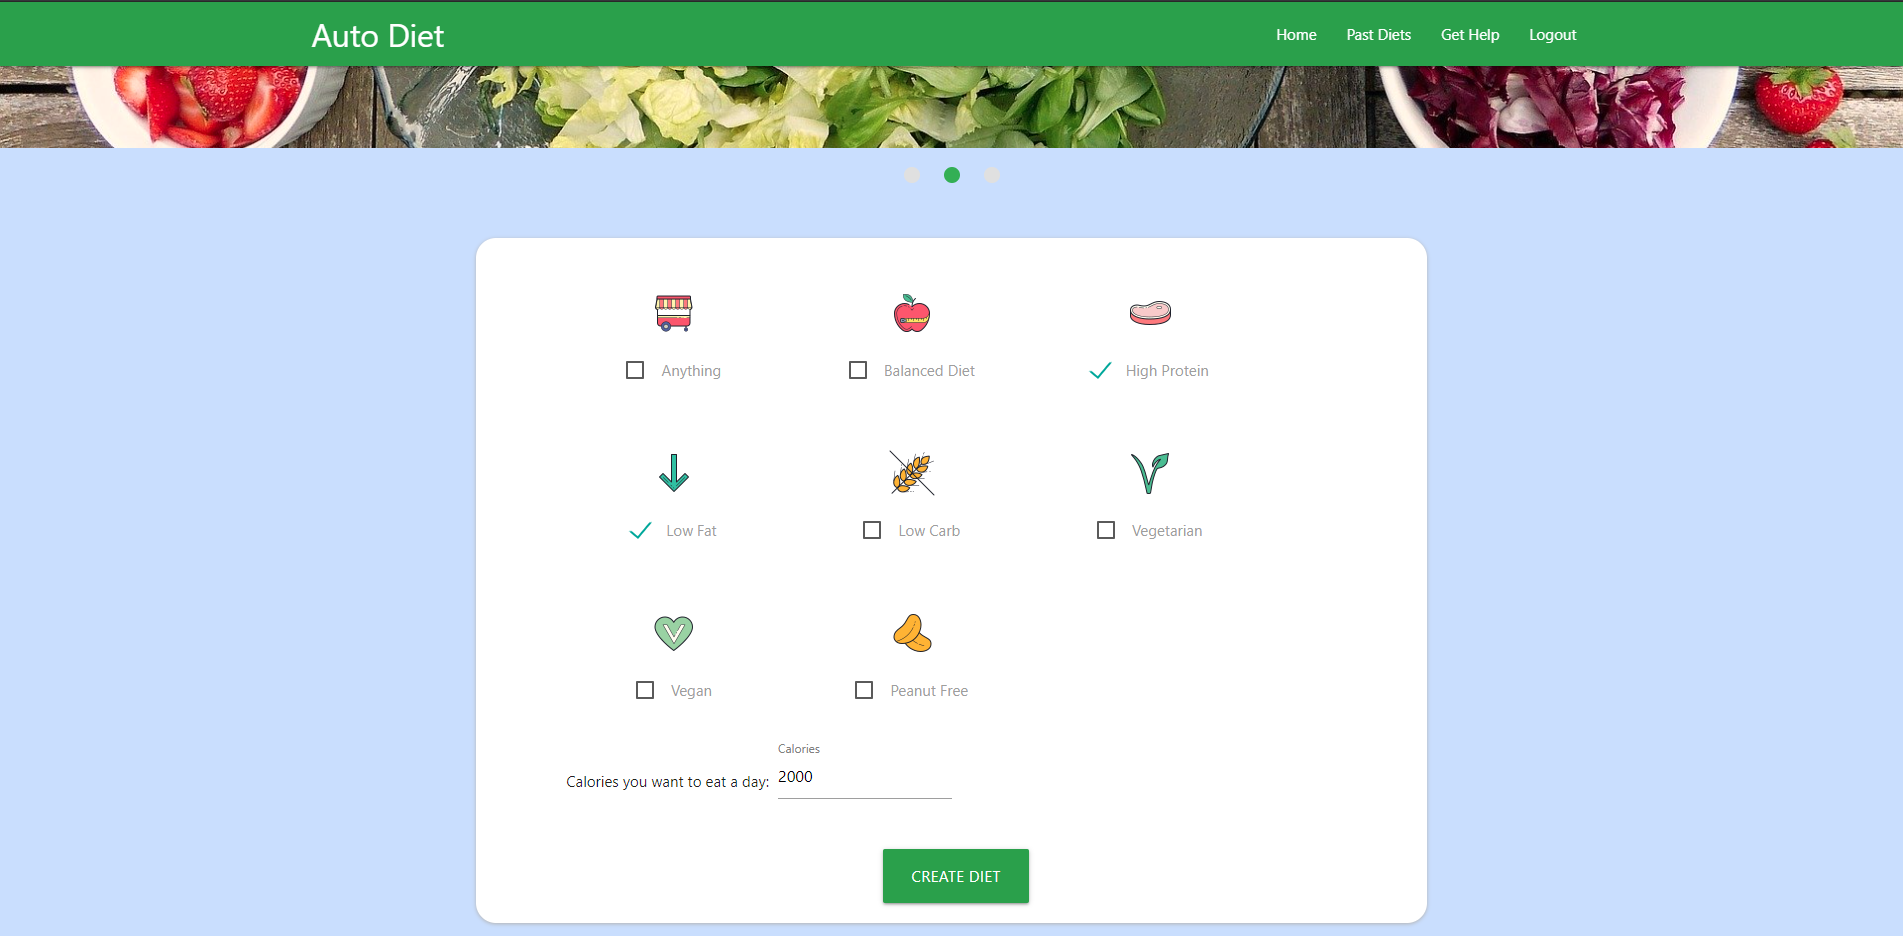 Auto Diet
Home Past Diets Get Help Logout
Anything Balanced Diet High Protein
Low Fat Low Carb Vegetarian
Vegan Peanut Free
Calories
Calories you want to eat a day: 2000
CREATE DIET